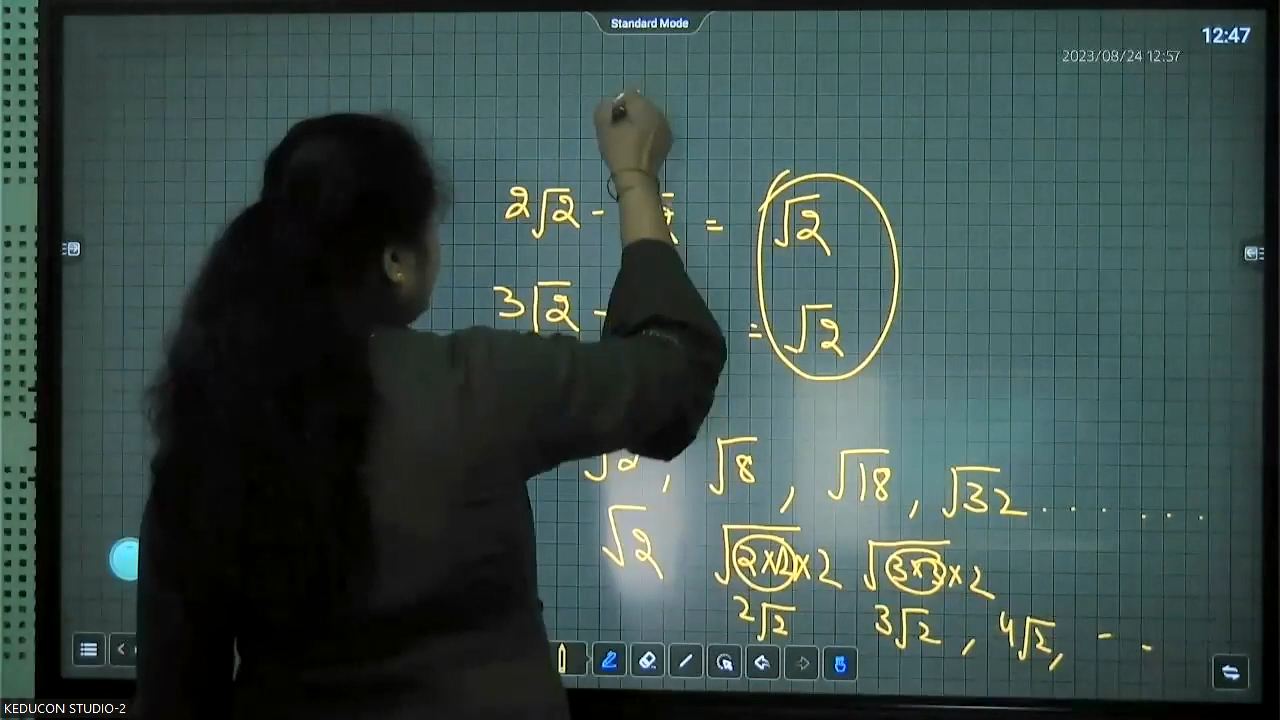 Standard Mode
12:47
2023/08/24 12:57
2√2 - = √2
3√2 - = √2
√2, √8, √18, √32 . . . . . .
√2 √2×2×2 √3×3×2
2√2 3√2, 4√2, - -
KEDUCON STUDIO-2